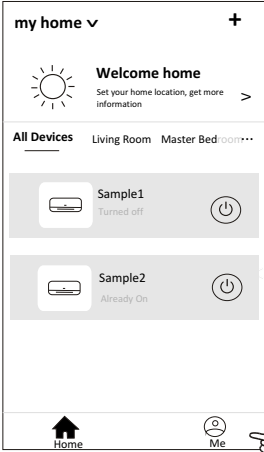 my home
Welcome home
Set your home location, get more
information
All Devices Living Room Master Bedroom
Sample1
Turned off
Sample2
Already On
Home Me